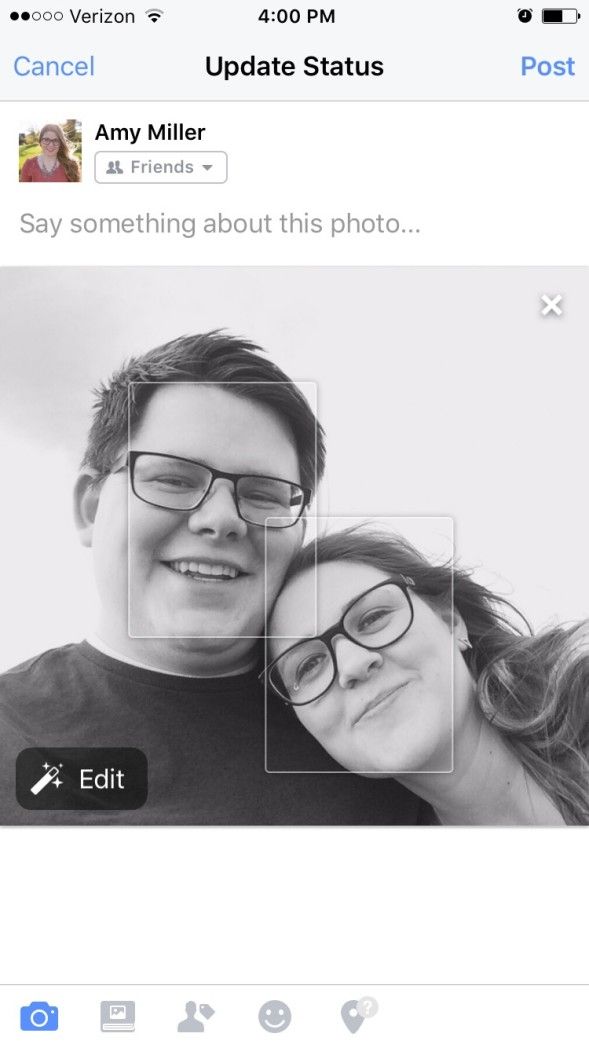 Verizon 4:00 PM
Cancel Update Status Post
Amy Miller
Friends
Say something about this photo...
Edit
?